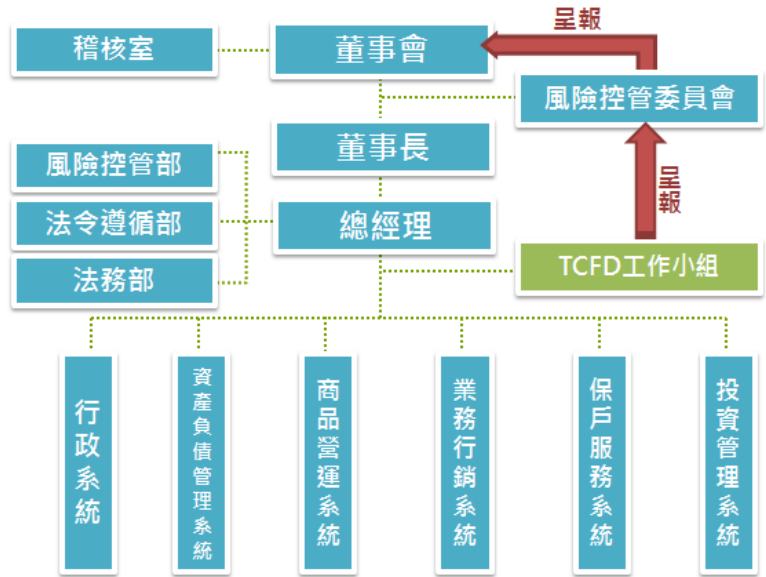 呈報
稽核室
董事會
風險控管委員會
董事長
風險控管部
呈報
法令遵循部
總經理
法務部
TCFD工作小組
行政系統
資產負債管理系統
商品營運系統
業務行銷系統
保戶服務系統
投資管理系統